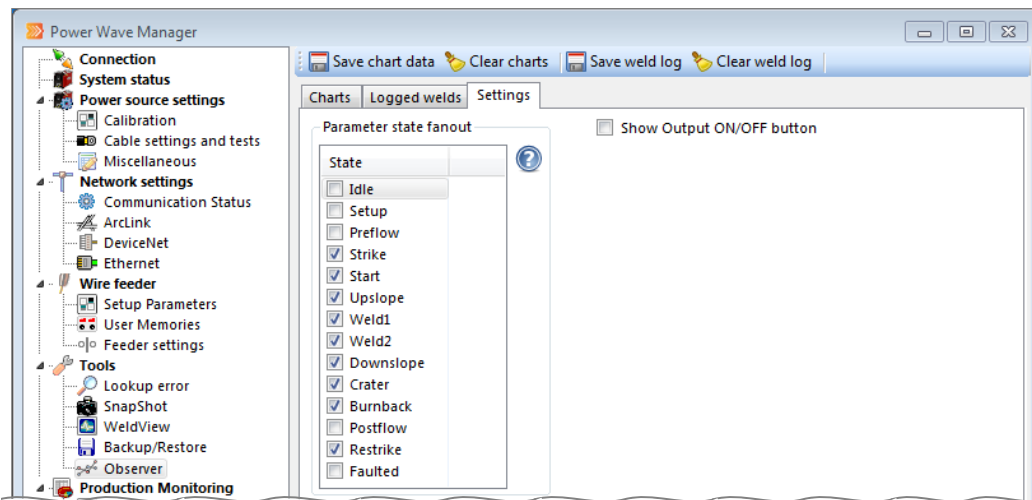 Power Wave Manager
Connection
System status
Power source settings
Calibration
Cable settings and tests
Miscellaneous
Network settings
Communication Status
ArcLink
DeviceNet
Ethernet
Wire feeder
Setup Parameters
User Memories
Feeder settings
Tools
Lookup error
SnapShot
WeldView
Backup/Restore
Observer
Production Monitoring
Save chart data Clear charts Save weld log Clear weld log
Charts Logged welds Settings
Parameter state fanout
Show Output ON/OFF button
State
?
Idle
Setup
Preflow
Strike
Start
Upslope
Weld1
Weld2
Downslope
Crater
Burnback
Postflow
Restrike
Faulted